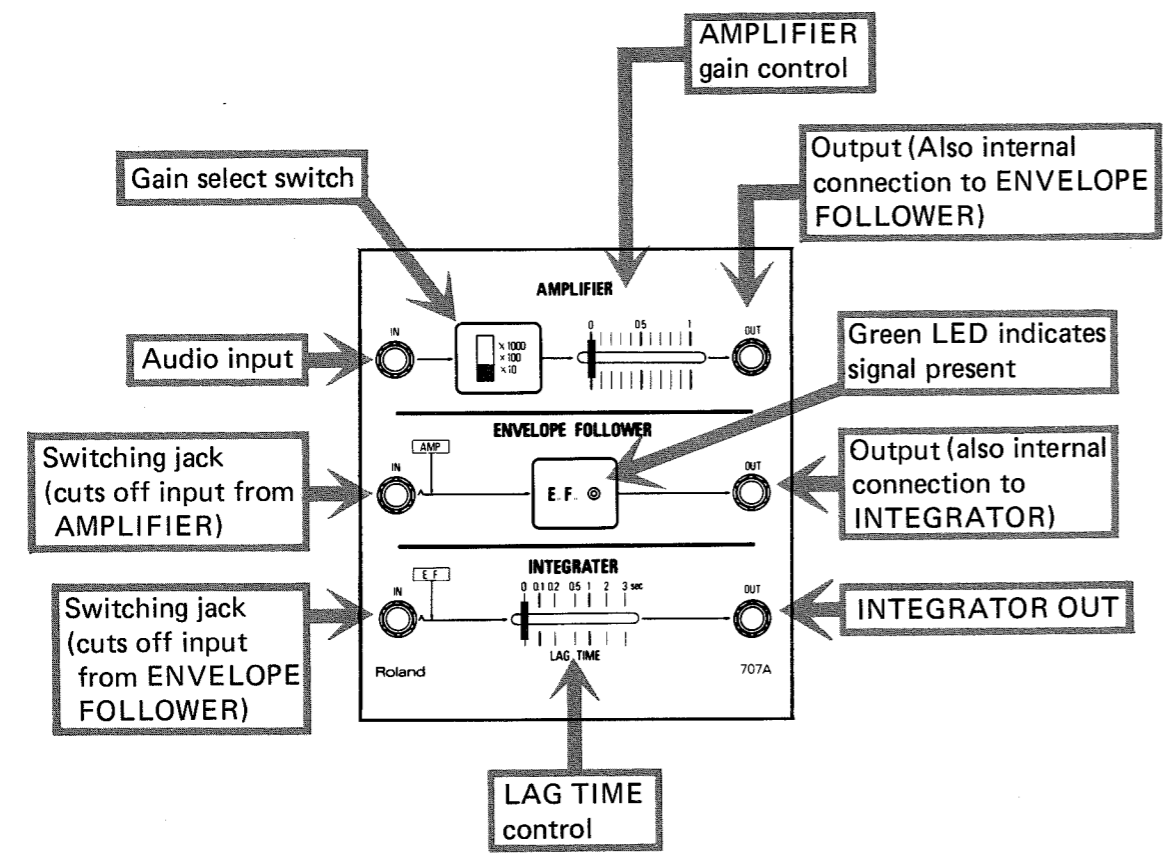 AMPLIFIER
gain control
Output (Also internal
connection to ENVELOPE
FOLLOWER)
Gain select switch
AMPLIFIER
IN
0 0.5 1
OUT
× 1000
× 100
× 10
Audio input
Green LED indicates
signal present
ENVELOPE FOLLOWER
AMP
IN
E. F.
OUT
Switching jack
(cuts off input from
AMPLIFIER)
Output (also internal
connection to
INTEGRATOR)
INTEGRATER
E F
IN
0 0.1 0.2 0.5 1 2 3 sec
OUT
LAG TIME
Switching jack
(cuts off input
from ENVELOPE
FOLLOWER)
INTEGRATOR OUT
Roland
707A
LAG TIME
control